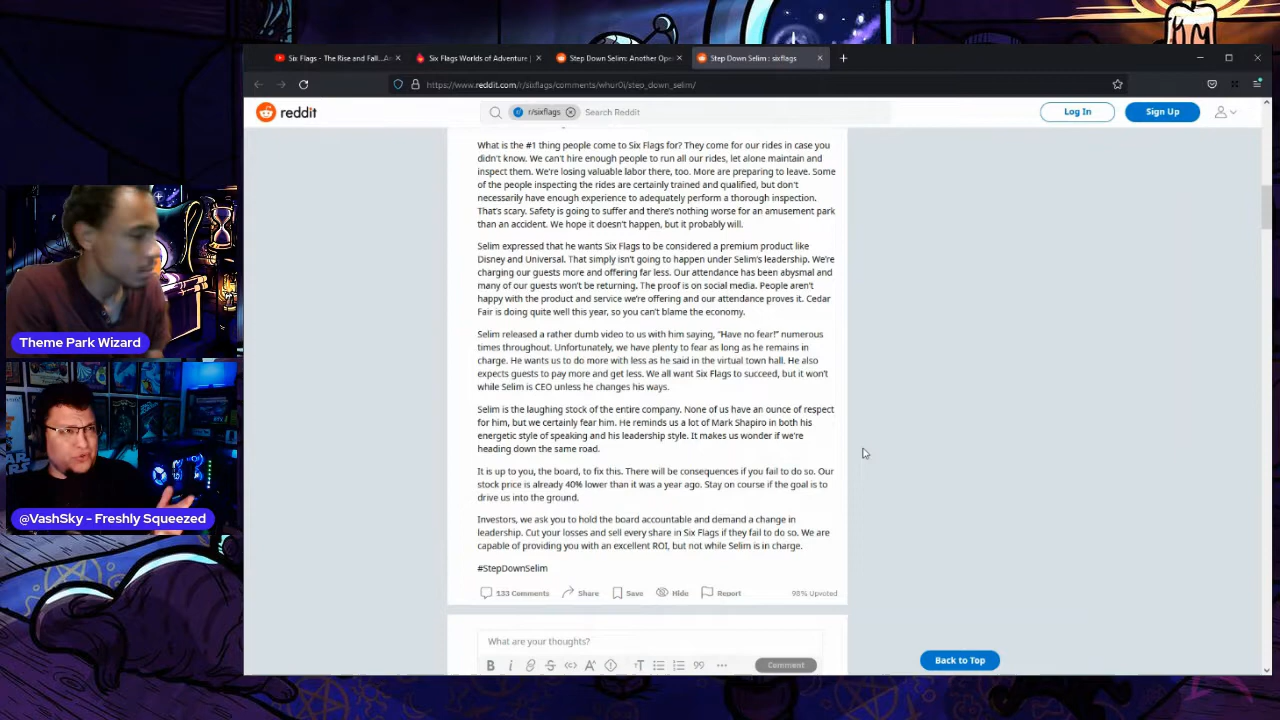 Six Flags - The Rise and Fall...As
Six Flags Worlds of Adventure |
Step Down Selim: Another Ope
Step Down Selim : sixflags
https://www.reddit.com/r/sixflags/comments/whur0i/step_down_selim/
reddit
r/sixflags
Search Reddit
Log In
Sign Up
What is the #1 thing people come to Six Flags for? They come for our rides in case you
didn't know. We can't hire enough people to run all our rides, let alone maintain and
inspect them. We're losing valuable labor there, too. More are preparing to leave. Some
of the people inspecting the rides are certainly trained and qualified, but don't
necessarily have enough experience to adequately perform a thorough inspection.
That's scary. Safety is going to suffer and there's nothing worse for an amusement park
than an accident. We hope it doesn't happen, but it probably will.
Selim expressed that he wants Six Flags to be considered a premium product like
Disney and Universal. That simply isn't going to happen under Selim's leadership. We're
charging our guests more and offering far less. Our attendance has been abysmal and
many of our guests won't be returning. The proof is on social media. People aren't
happy with the product and service we're offering and our attendance proves it. Cedar
Fair is doing quite well this year, so you can't blame the economy.
Selim released a rather dumb video to us with him saying, "Have no fear!" numerous
times throughout. Unfortunately, we have plenty to fear as long as he remains in
charge. He wants us to do more with less as he said in the virtual town hall. He also
expects guests to pay more and get less. We all want Six Flags to succeed, but it won't
while Selim is CEO unless he changes his ways.
Selim is the laughing stock of the entire company. None of us have an ounce of respect
for him, but we certainly fear him. He reminds us a lot of Mark Shapiro in both his
energetic style of speaking and his leadership style. It makes us wonder if we're
heading down the same road.
It is up to you, the board, to fix this. There will be consequences if you fail to do so. Our
stock price is already 40% lower than it was a year ago. Stay on course if the goal is to
drive us into the ground.
Investors, we ask you to hold the board accountable and demand a change in
leadership. Cut your losses and sell every share in Six Flags if they fail to do so. We are
capable of providing you with an excellent ROI, but not while Selim is in charge.
#StepDownSelim
133 Comments
Share
Save
Hide
Report
98% Upvoted
What are your thoughts?
Comment
Back to Top
Theme Park Wizard
@VashSky - Freshly Squeezed